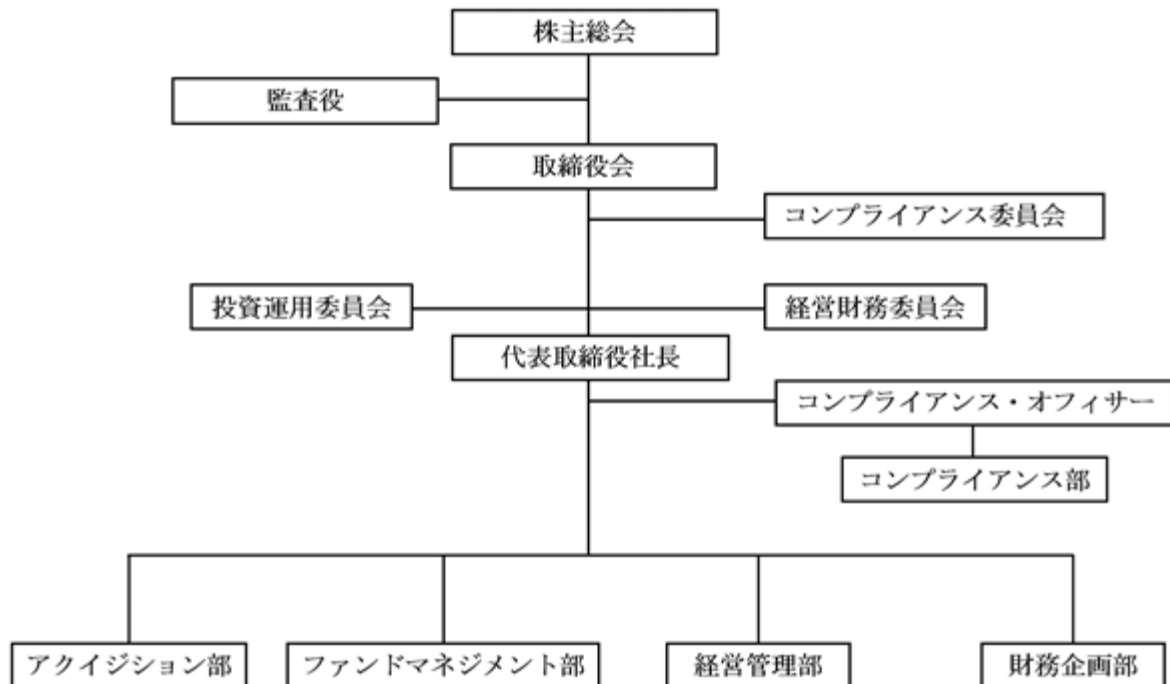 株主総会
監査役
取締役会
コンプライアンス委員会
投資運用委員会
経営財務委員会
代表取締役社長
コンプライアンス・オフィサー
コンプライアンス部
アクイジション部
ファンドマネジメント部
経営管理部
財務企画部